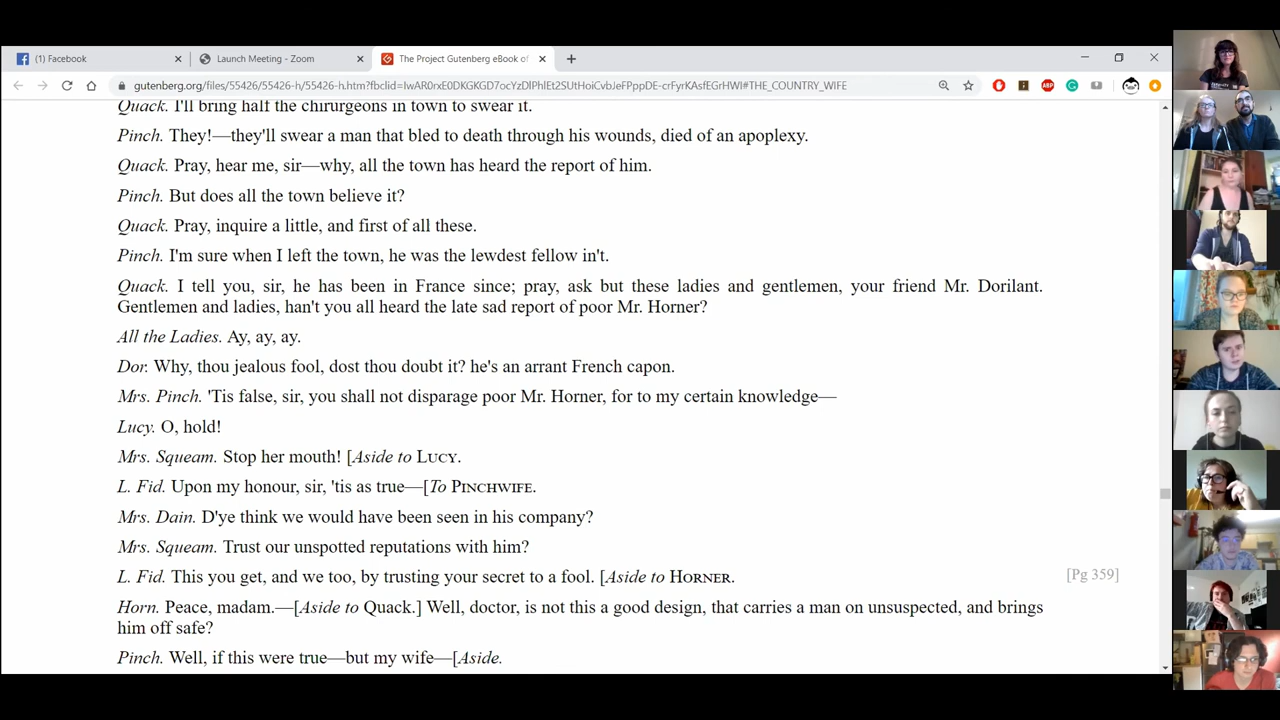 (1) Facebook
Launch Meeting - Zoom
The Project Gutenberg eBook of
gutenberg.org/files/55426-h/55426-h.htm?fbclid=IwAR0rxEDXGKGD7ocYzDlPhlEt2SUtHoiCvbJeFPppDE-crFyrKAsfEGrHWI#THE_COUNTRY_WIFE
Quack. I'll bring half the chirurgeons in town to swear it.
Pinch. They!—they'll swear a man that bled to death through his wounds, died of an apoplexy.
Quack. Pray, hear me, sir—why, all the town has heard the report of him.
Pinch. But does all the town believe it?
Quack. Pray, inquire a little, and first of all these.
Pinch. I'm sure when I left the town, he was the lewdest fellow in't.
Quack. I tell you, sir, he has been in France since; pray, ask but these ladies and gentlemen, your friend Mr. Dorilant.
Gentlemen and ladies, han't you all heard the late sad report of poor Mr. Horner?
All the Ladies. Ay, ay, ay.
Dor. Why, thou jealous fool, dost thou doubt it? he's an arrant French capon.
Mrs. Pinch. 'Tis false, sir, you shall not disparage poor Mr. Horner, for to my certain knowledge—
Lucy. O, hold!
Mrs. Squeam. Stop her mouth! [Aside to LUCY.
L. Fid. Upon my honour, sir, 'tis as true—[To PINCHWIFE.
Mrs. Dain. D'ye think we would have been seen in his company?
Mrs. Squeam. Trust our unspotted reputations with him?
L. Fid. This you get, and we too, by trusting your secret to a fool. [Aside to HORNER.
[Pg 359]
Horn. Peace, madam.—[Aside to Quack.] Well, doctor, is not this a good design, that carries a man on unsuspected, and brings
him off safe?
Pinch. Well, if this were true—but my wife—[Aside.